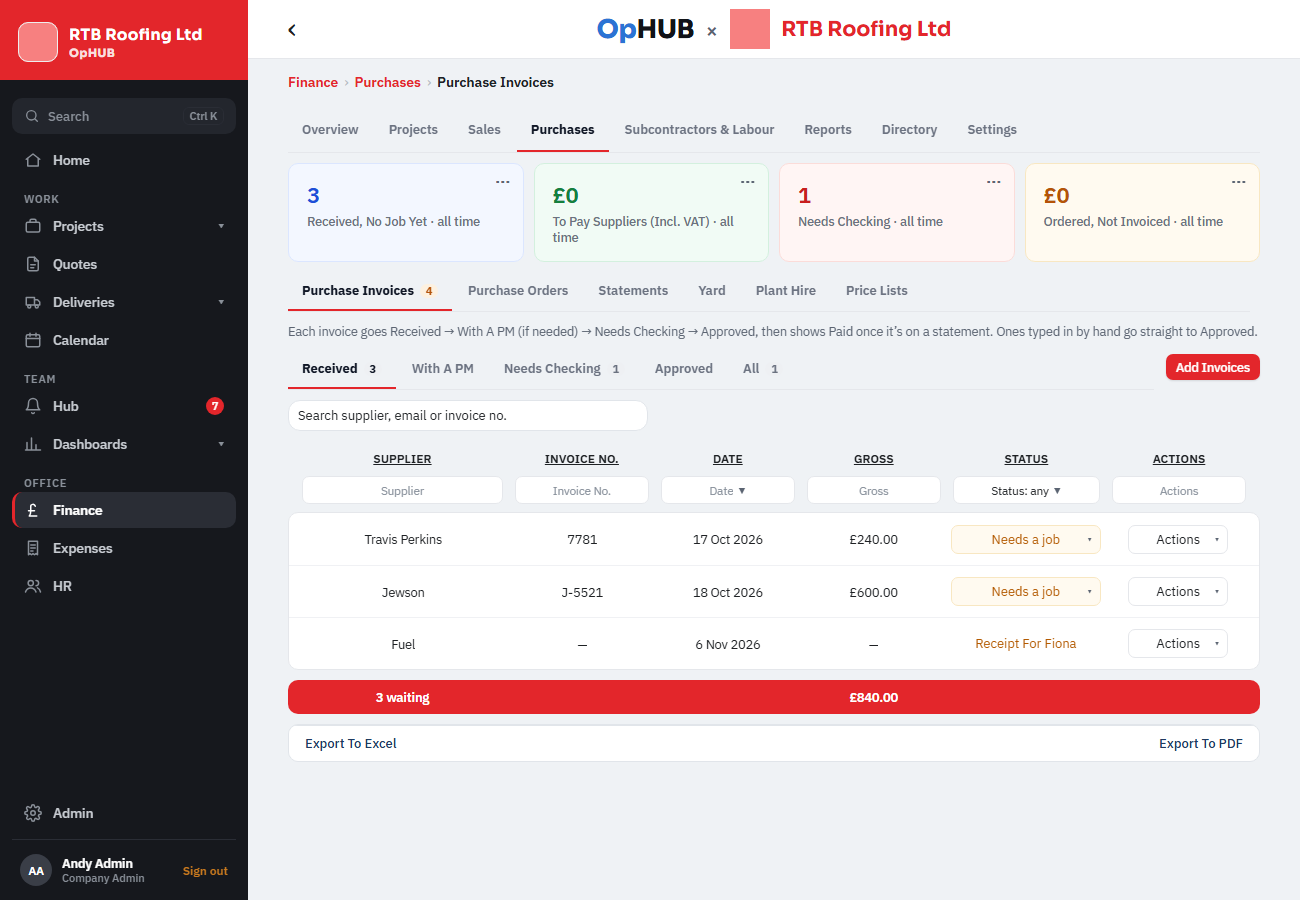 RTB Roofing Ltd
OpHUB
Search Ctrl K
Home
WORK
Projects
Quotes
Deliveries
Calendar
TEAM
Hub 7
Dashboards
OFFICE
£ Finance
Expenses
HR
Admin
AA Andy Admin
Company Admin
Sign out
OpHUB × RTB Roofing Ltd
Finance › Purchases › Purchase Invoices
Overview Projects Sales Purchases Subcontractors & Labour Reports Directory Settings
3
Received, No Job Yet · all time
£0
To Pay Suppliers (Incl. VAT) · all
time
1
Needs Checking · all time
£0
Ordered, Not Invoiced · all time
Purchase Invoices 4 Purchase Orders Statements Yard Plant Hire Price Lists
Each invoice goes Received → With A PM (if needed) → Needs Checking → Approved, then shows Paid once it’s on a statement. Ones typed in by hand go straight to Approved.
Received 3 With A PM Needs Checking 1 Approved All 1 Add Invoices
Search supplier, email or invoice no.
SUPPLIER INVOICE NO. DATE GROSS STATUS ACTIONS
Supplier Invoice No. Date Gross Status: any Actions
Travis Perkins 7781 17 Oct 2026 £240.00 Needs a job Actions
Jewson J-5521 18 Oct 2026 £600.00 Needs a job Actions
Fuel — 6 Nov 2026 — Receipt For Fiona Actions
3 waiting £840.00
Export To Excel Export To PDF